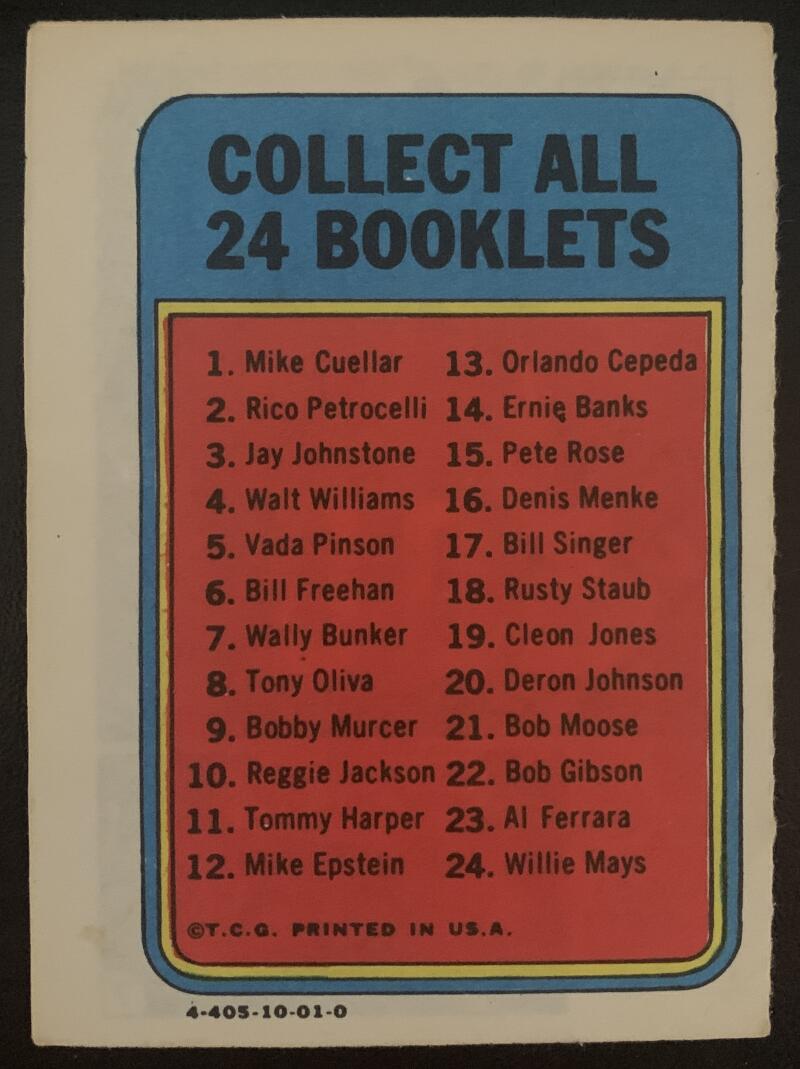 COLLECT ALL
24 BOOKLETS
1. Mike Cuellar
2. Rico Petrocelli
3. Jay Johnstone
4. Walt Williams
5. Vada Pinson
6. Bill Freehan
7. Wally Bunker
8. Tony Oliva
9. Bobby Murcer
10. Reggie Jackson
11. Tommy Harper
12. Mike Epstein
13. Orlando Cepeda
14. Ernie Banks
15. Pete Rose
16. Denis Menke
17. Bill Singer
18. Rusty Staub
19. Cleon Jones
20. Deron Johnson
21. Bob Moose
22. Bob Gibson
23. Al Ferrara
24. Willie Mays
©T.C.G. PRINTED IN U.S.A.
4-405-10-01-0